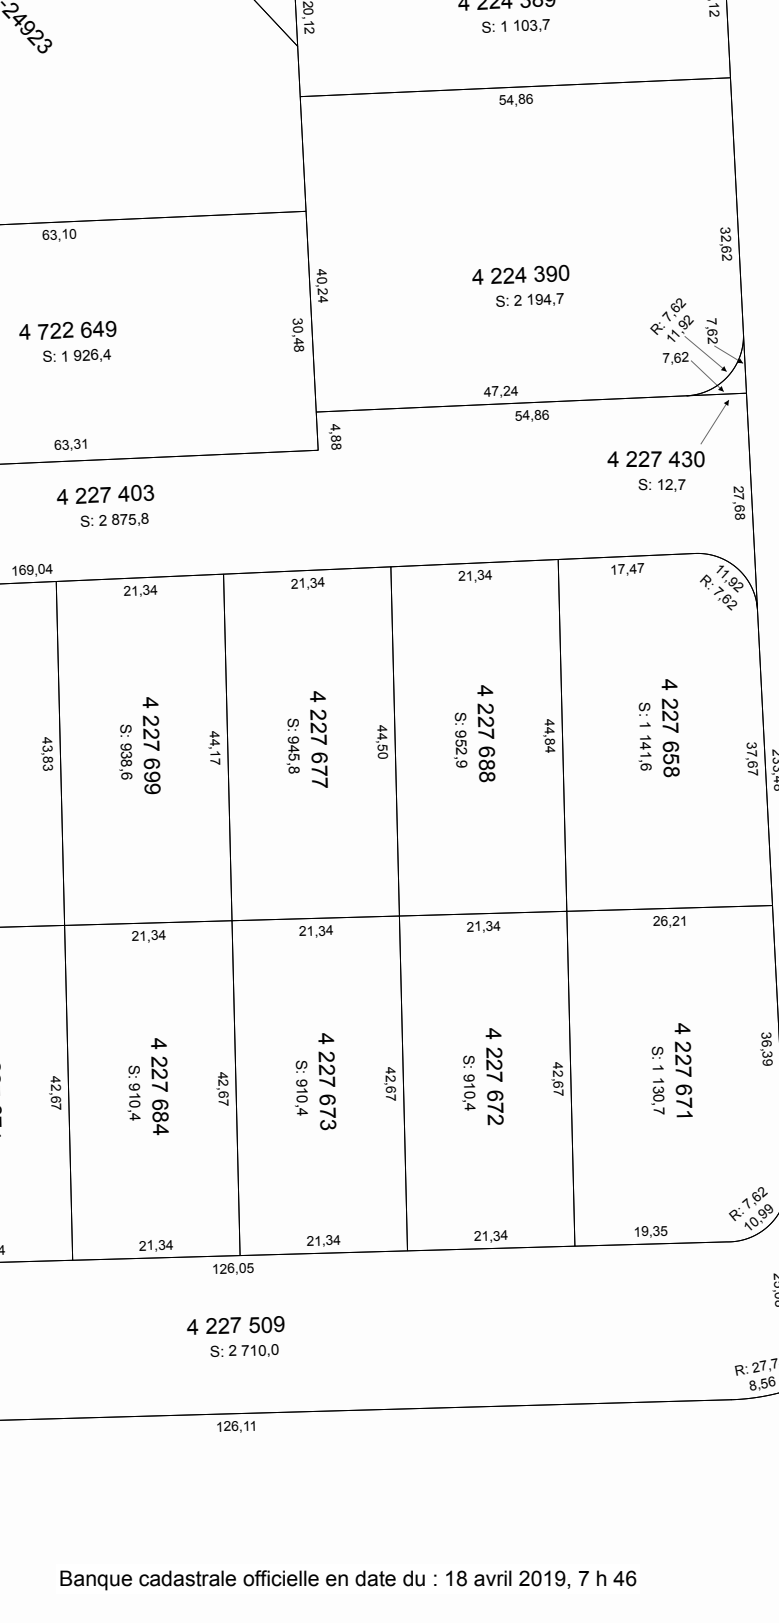 -24923
20,12
4 224 389
S: 1 103,7
,12
54,86
63,10
32,62
40,24
4 224 390
S: 2 194,7
30,48
4 722 649
S: 1 926,4
R: 7,62
11,92
7,62
7,62
47,24
54,86
4,88
63,31
4 227 430
S: 12,7
4 227 403
S: 2 875,8
27,68
169,04
21,34
21,34
21,34
17,47
11,92
R: 7,62
43,83
4 227 699
S: 938,6
44,17
4 227 677
S: 945,8
44,50
4 227 688
S: 952,9
44,84
4 227 658
S: 1 141,6
37,67
233,48
21,34
21,34
21,34
26,21
42,67
4 227 684
S: 910,4
42,67
4 227 673
S: 910,4
42,67
4 227 672
S: 910,4
42,67
4 227 671
S: 1 130,7
36,39
R: 7,62
10,99
4
21,34
21,34
21,34
19,35
126,05
4 227 509
S: 2 710,0
R: 27,7
8,56
126,11
Banque cadastrale officielle en date du : 18 avril 2019, 7 h 46